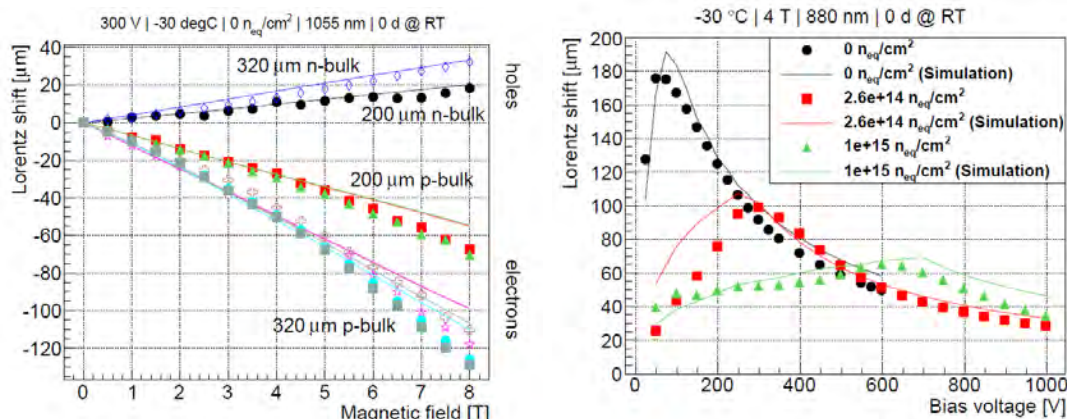 300 V | -30 degC | 0 n_eq/cm² | 1055 nm | 0 d @ RT
Lorentz shift [µm]
40
20
0
-20
-40
-60
-80
-100
-120
320 µm n-bulk
200 µm n-bulk
200 µm p-bulk
320 µm p-bulk
holes
electrons
0 1 2 3 4 5 6 7 8
Magnetic field [T]
-30 °C | 4 T | 880 nm | 0 d @ RT
Lorentz shift [µm]
200
180
160
140
120
100
80
60
40
20
0
0 n_eq/cm²
0 n_eq/cm² (Simulation)
2.6e+14 n_eq/cm²
2.6e+14 n_eq/cm² (Simulation)
1e+15 n_eq/cm²
1e+15 n_eq/cm² (Simulation)
0 200 400 600 800 1000
Bias voltage [V]